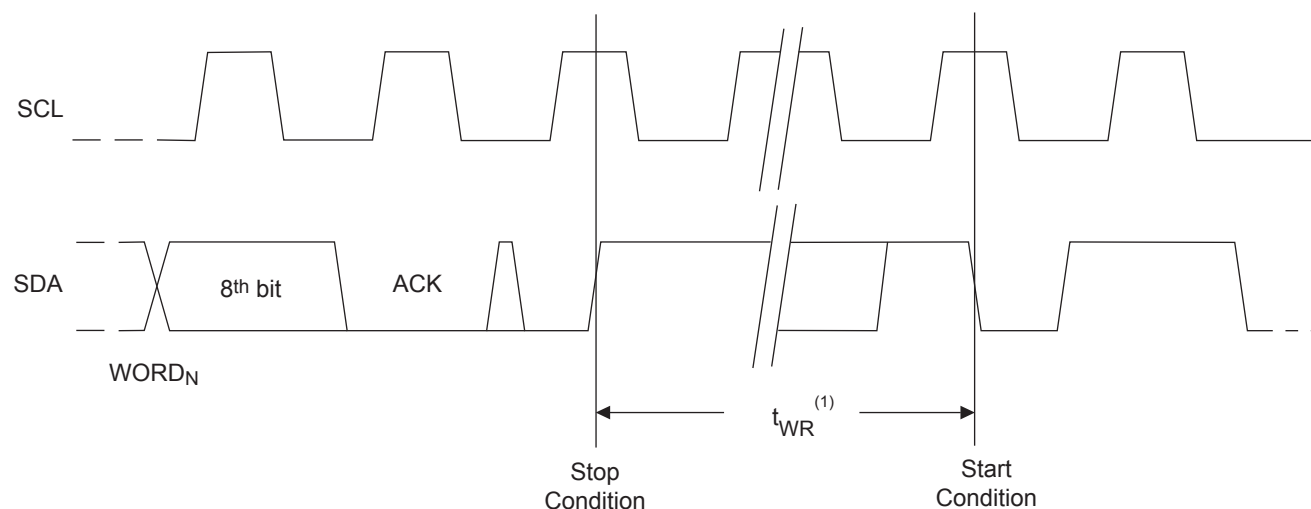 SCL
SDA
8th bit
ACK
WORDN
tWR(1)
Stop
Condition
Start
Condition